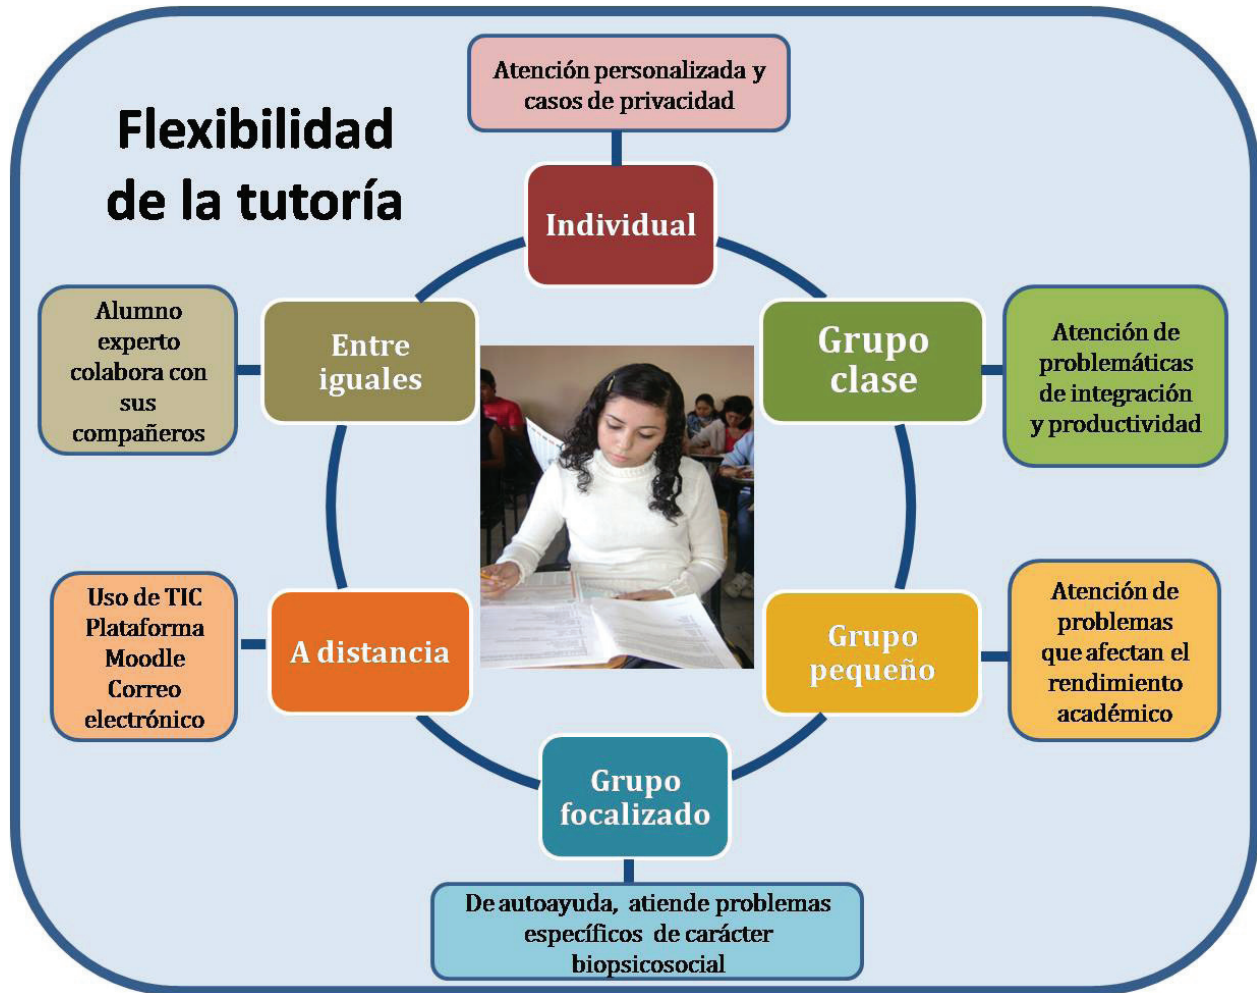 Flexibilidad
de la tutoría
Atención personalizada y
casos de privacidad
Individual
Grupo
clase
Atención de
problemáticas
de integración
y productividad
Grupo
pequeño
Atención de
problemas
que afectan el
rendimiento
académico
Grupo
focalizado
De autoayuda, atiende problemas
específicos de carácter
biopsicosocial
A distancia
Uso de TIC
Plataforma
Moodle
Correo
electrónico
Entre
iguales
Alumno
experto
colabora con
sus
compañeros